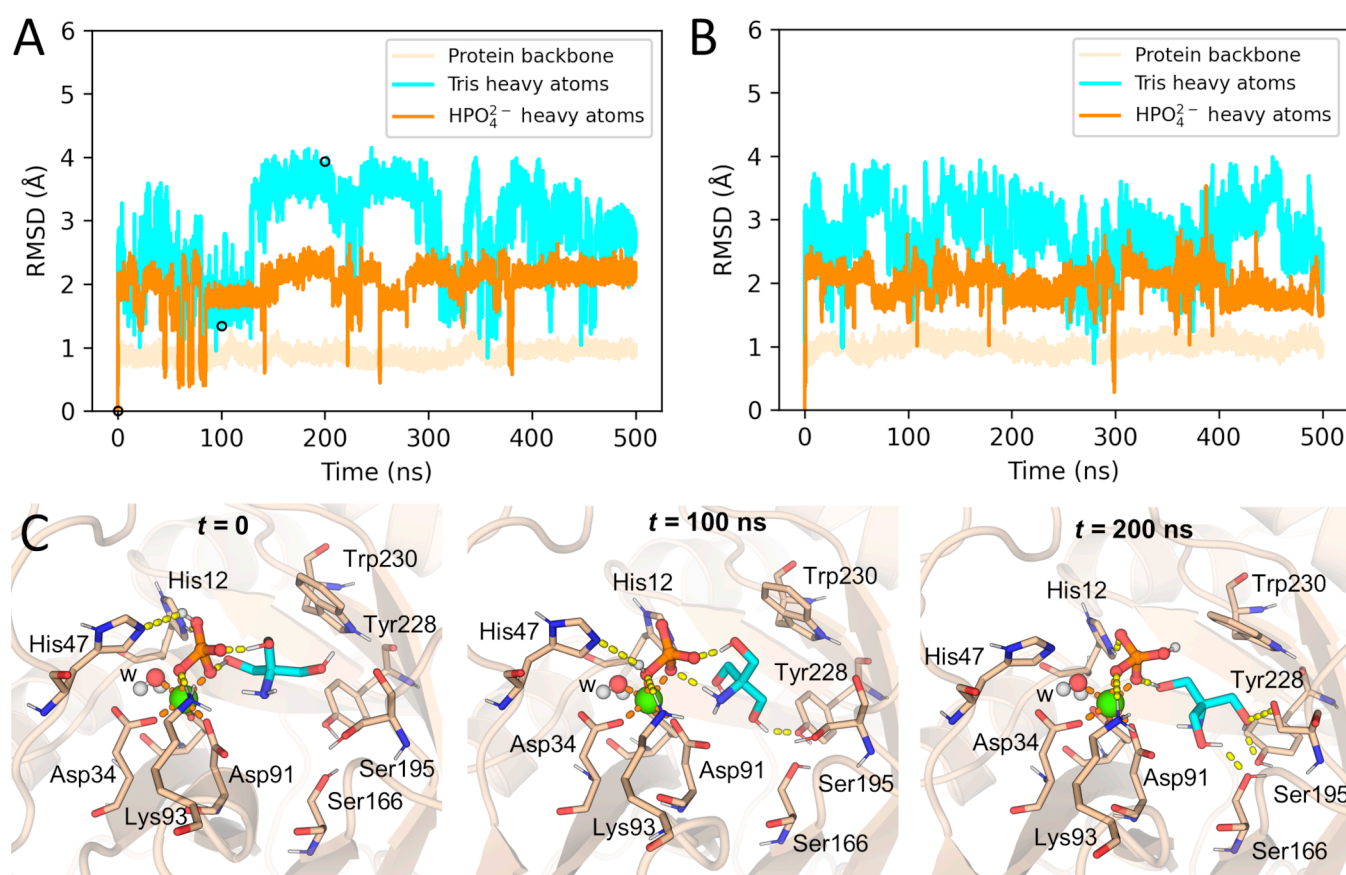 A
6
5
4
3
2
1
0
RMSD (Å)
Protein backbone
Tris heavy atoms
HPO₄²⁻ heavy atoms
0 100 200 300 400 500
Time (ns)
B
6
5
4
3
2
1
0
RMSD (Å)
Protein backbone
Tris heavy atoms
HPO₄²⁻ heavy atoms
0 100 200 300 400 500
Time (ns)
C
t = 0
Trp230
His12
Tyr228
His47
w
Asp34
Asp91
Ser195
Lys93
Ser166
t = 100 ns
His12
Trp230
His47
Tyr228
w
Asp34
Asp91
Ser195
Lys93
Ser166
t = 200 ns
His12
Trp230
His47
Tyr228
w
Asp34
Asp91
Ser195
Lys93
Ser166